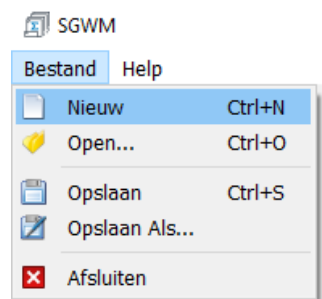 SGWM
Bestand Help
Nieuw Ctrl+N
Open... Ctrl+O
Opslaan Ctrl+S
Opslaan Als...
Afsluiten